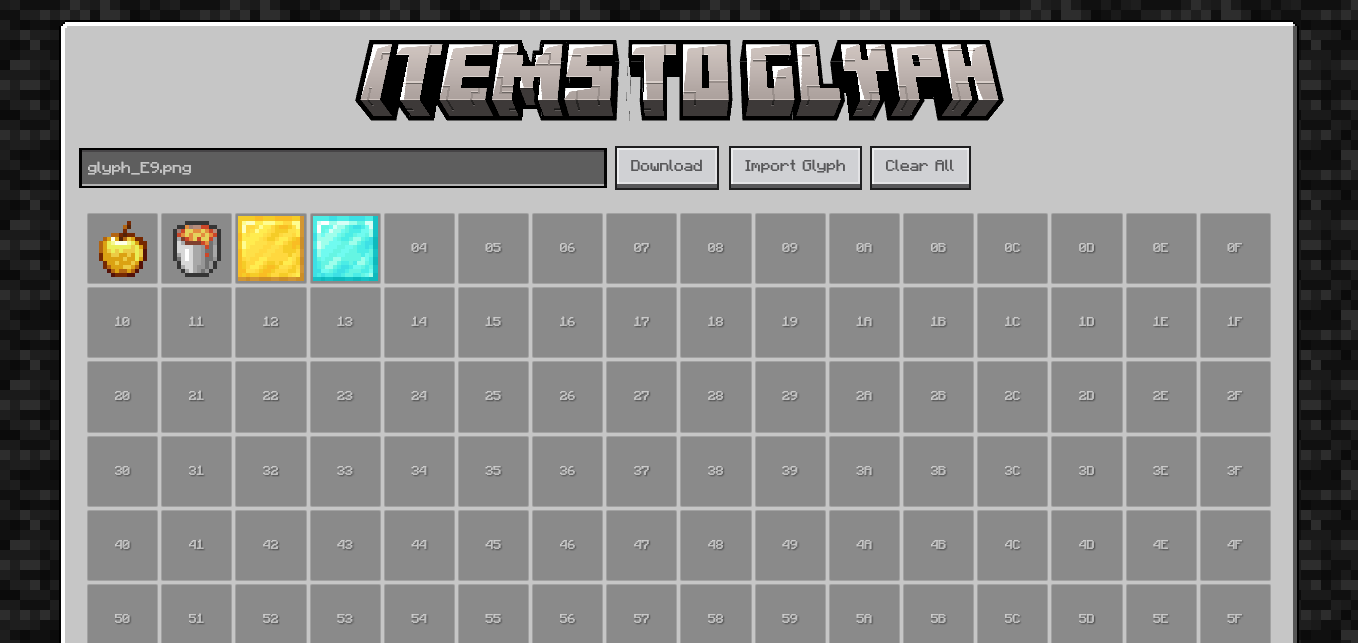 ITEMS TO GLYPH
glyph_E9.png Download Import Glyph Clear All
04 05 06 07 08 09 0A 0B 0C 0D 0E 0F
10 11 12 13 14 15 16 17 18 19 1A 1B 1C 1D 1E 1F
20 21 22 23 24 25 26 27 28 29 2A 2B 2C 2D 2E 2F
30 31 32 33 34 35 36 37 38 39 3A 3B 3C 3D 3E 3F
40 41 42 43 44 45 46 47 48 49 4A 4B 4C 4D 4E 4F
50 51 52 53 54 55 56 57 58 59 5A 5B 5C 5D 5E 5F